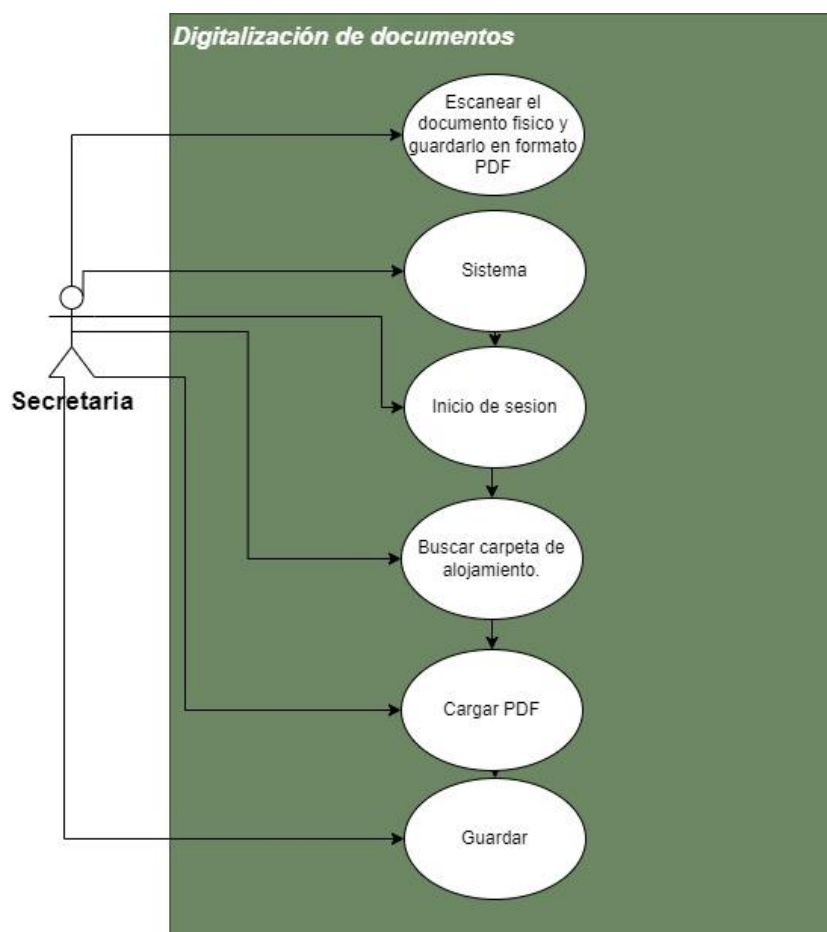 Digitalización de documentos
Escanear el
documento fisico y
guardarlo en formato
PDF
Sistema
Secretaria
Inicio de sesion
Buscar carpeta de
alojamiento.
Cargar PDF
Guardar